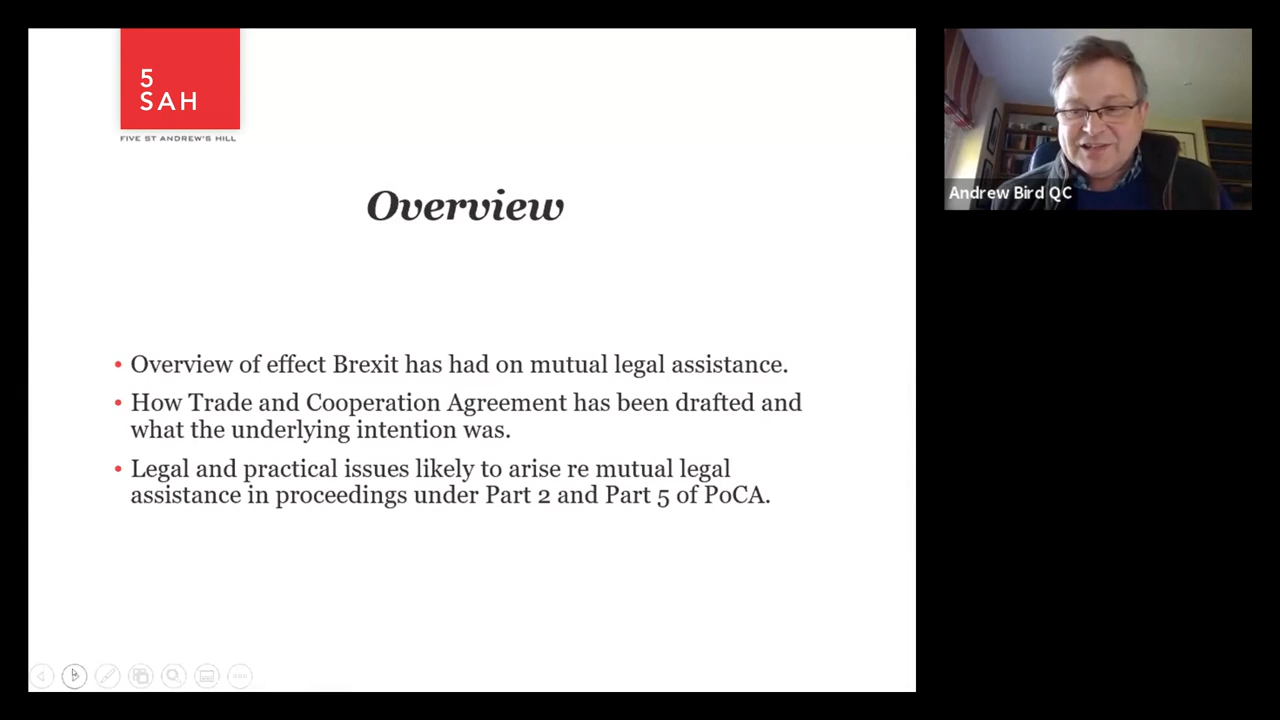 5
SAH
FIVE ST ANDREW'S HILL
Overview
• Overview of effect Brexit has had on mutual legal assistance.
• How Trade and Cooperation Agreement has been drafted and
what the underlying intention was.
• Legal and practical issues likely to arise re mutual legal
assistance in proceedings under Part 2 and Part 5 of PoCA.
Andrew Bird QC